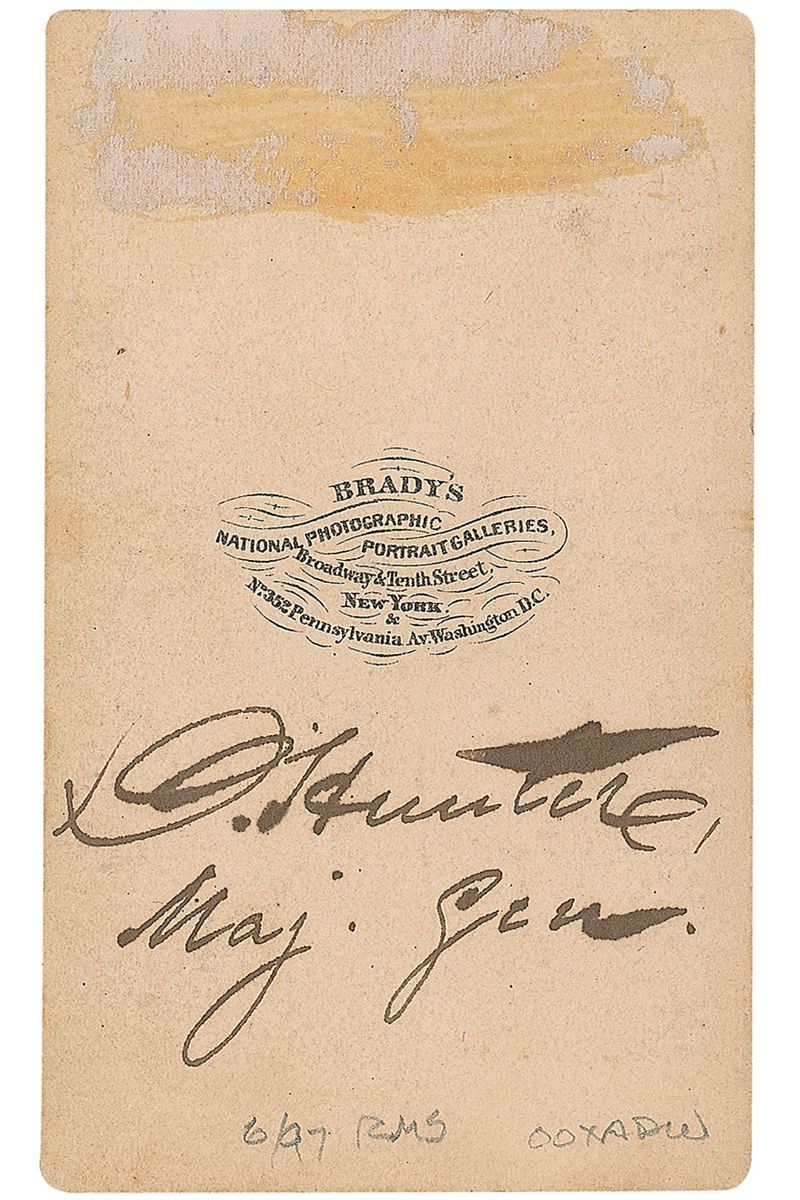 BRADY'S
NATIONAL PHOTOGRAPHIC
PORTRAIT GALLERIES,
Broadway & Tenth Street,
NEW YORK.
&
No. 352 Pennsylvania Av. Washington D.C.
D. Hunter,
Maj. Gen.
6/97 RMS OOXADW